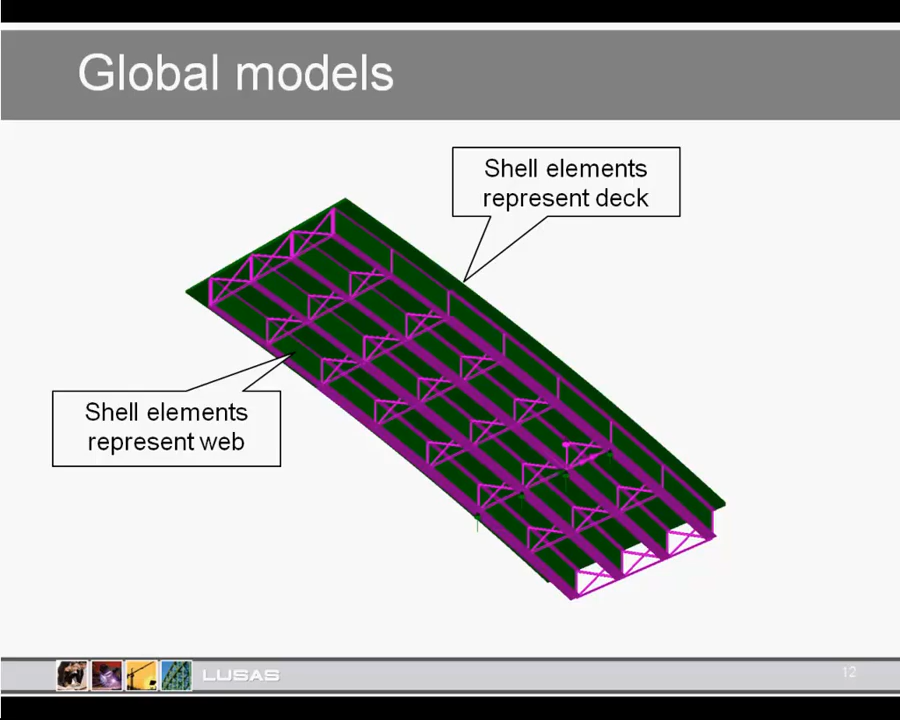 Global models
Shell elements
represent deck
Shell elements
represent web
LUSAS
12